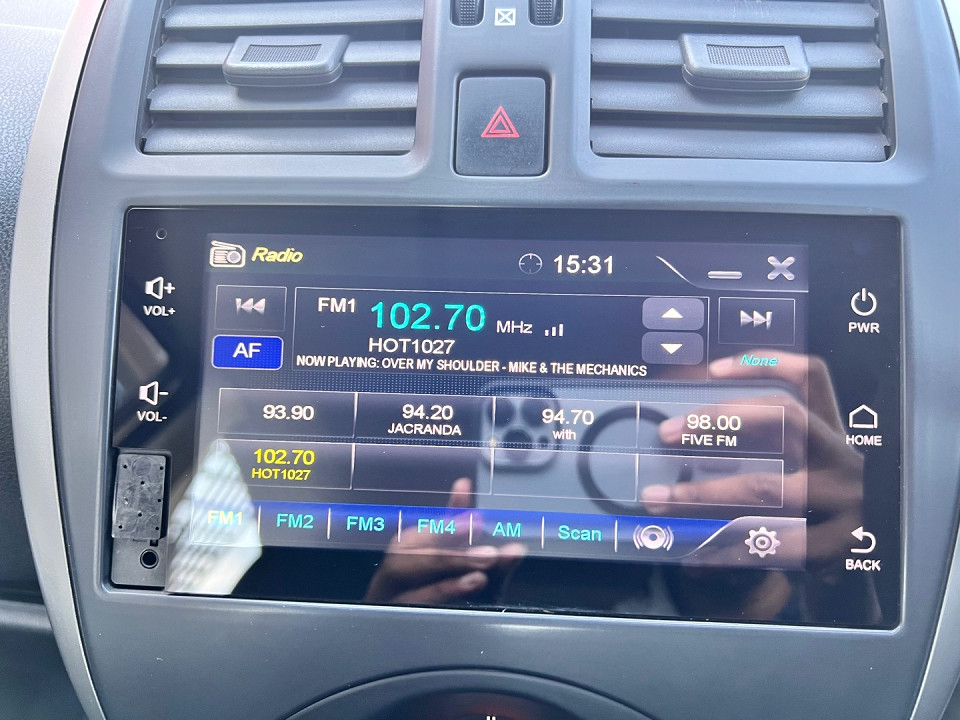 Radio
15:31
VOL+
FM1
102.70 MHz
HOT1027
NOW PLAYING: OVER MY SHOULDER - MIKE & THE MECHANICS
AF
None
PWR
VOL-
93.90
94.20
JACRANDA
94.70
with
98.00
FIVE FM
HOME
102.70
HOT1027
FM1 FM2 FM3 FM4 AM Scan
BACK